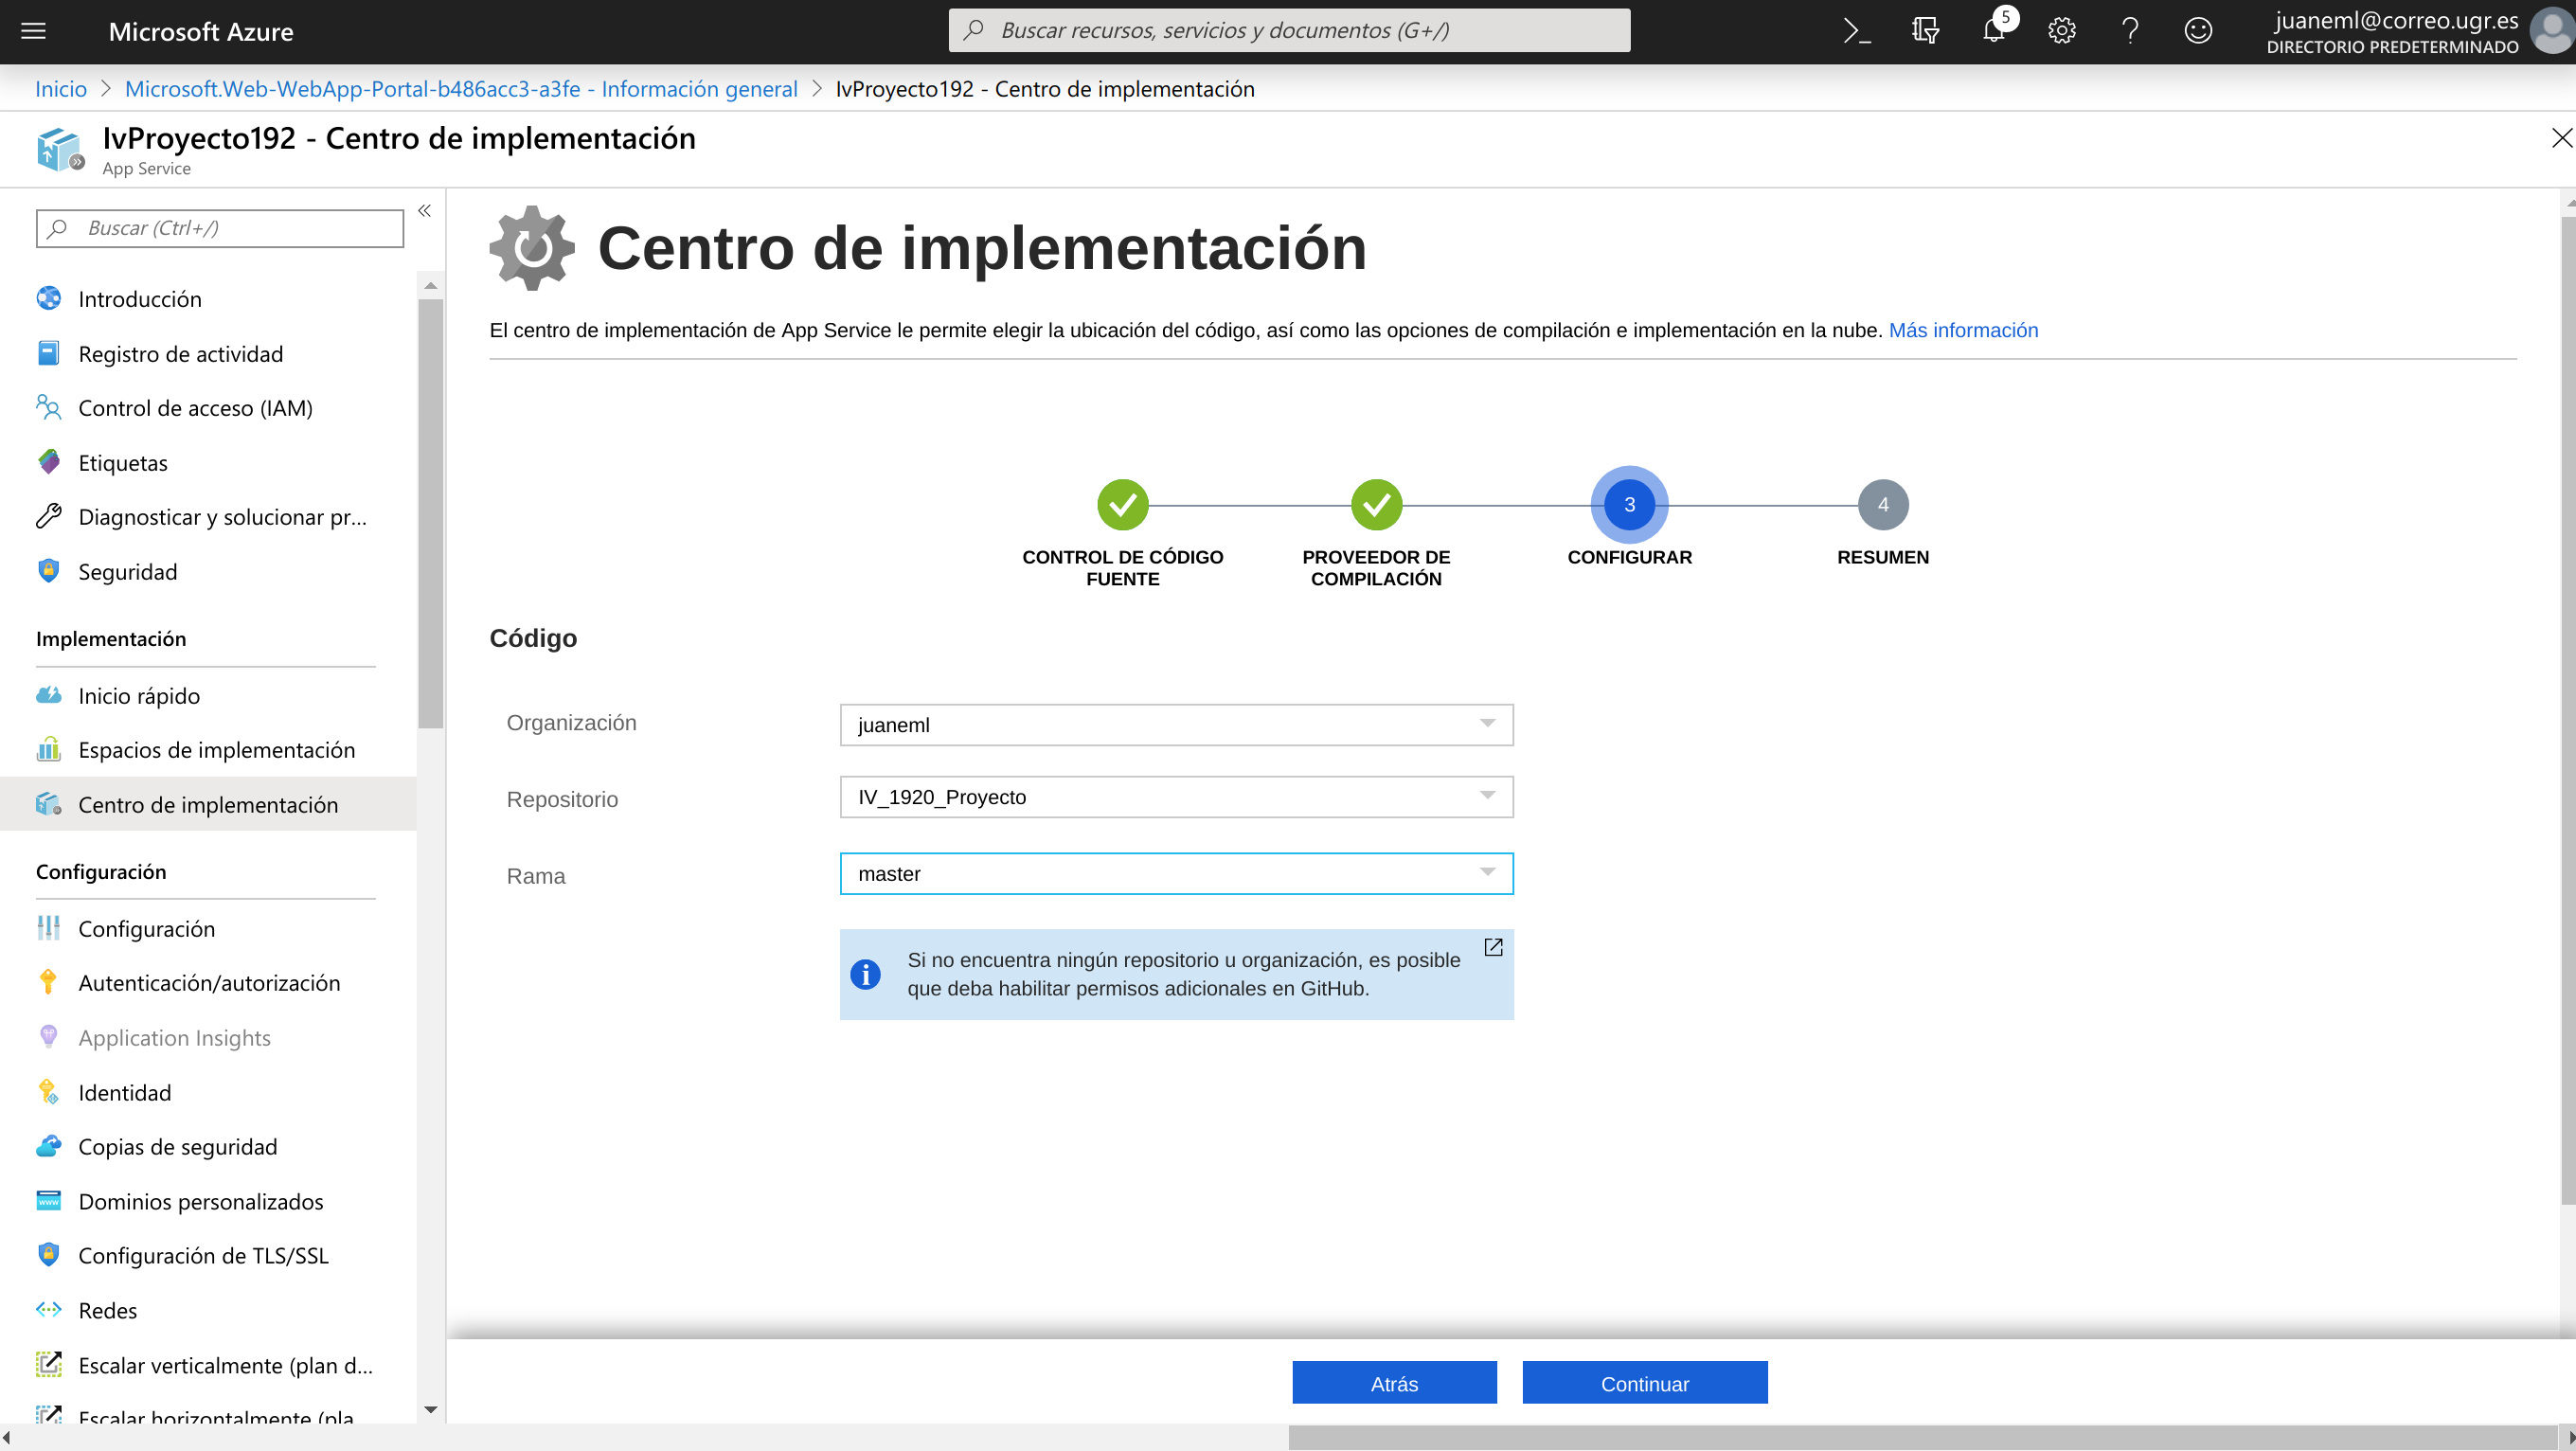 Microsoft Azure
Buscar recursos, servicios y documentos (G+/)
5
juaneml@correo.ugr.es
DIRECTORIO PREDETERMINADO
Inicio > Microsoft.Web-WebApp-Portal-b486acc3-a3fe - Información general > IvProyecto192 - Centro de implementación
IvProyecto192 - Centro de implementación
App Service
Buscar (Ctrl+/)
«
Introducción
Registro de actividad
Control de acceso (IAM)
Etiquetas
Diagnosticar y solucionar pr...
Seguridad
Implementación
Inicio rápido
Espacios de implementación
Centro de implementación
Configuración
Configuración
Autenticación/autorización
Application Insights
Identidad
Copias de seguridad
Dominios personalizados
Configuración de TLS/SSL
Redes
Escalar verticalmente (plan d...
Escalar horizontalmente (pla
Centro de implementación
El centro de implementación de App Service le permite elegir la ubicación del código, así como las opciones de compilación e implementación en la nube. Más información
3
4
CONTROL DE CÓDIGO
FUENTE
PROVEEDOR DE
COMPILACIÓN
CONFIGURAR
RESUMEN
Código
Organización
juaneml
Repositorio
IV_1920_Proyecto
Rama
master
Si no encuentra ningún repositorio u organización, es posible
que deba habilitar permisos adicionales en GitHub.
Atrás
Continuar